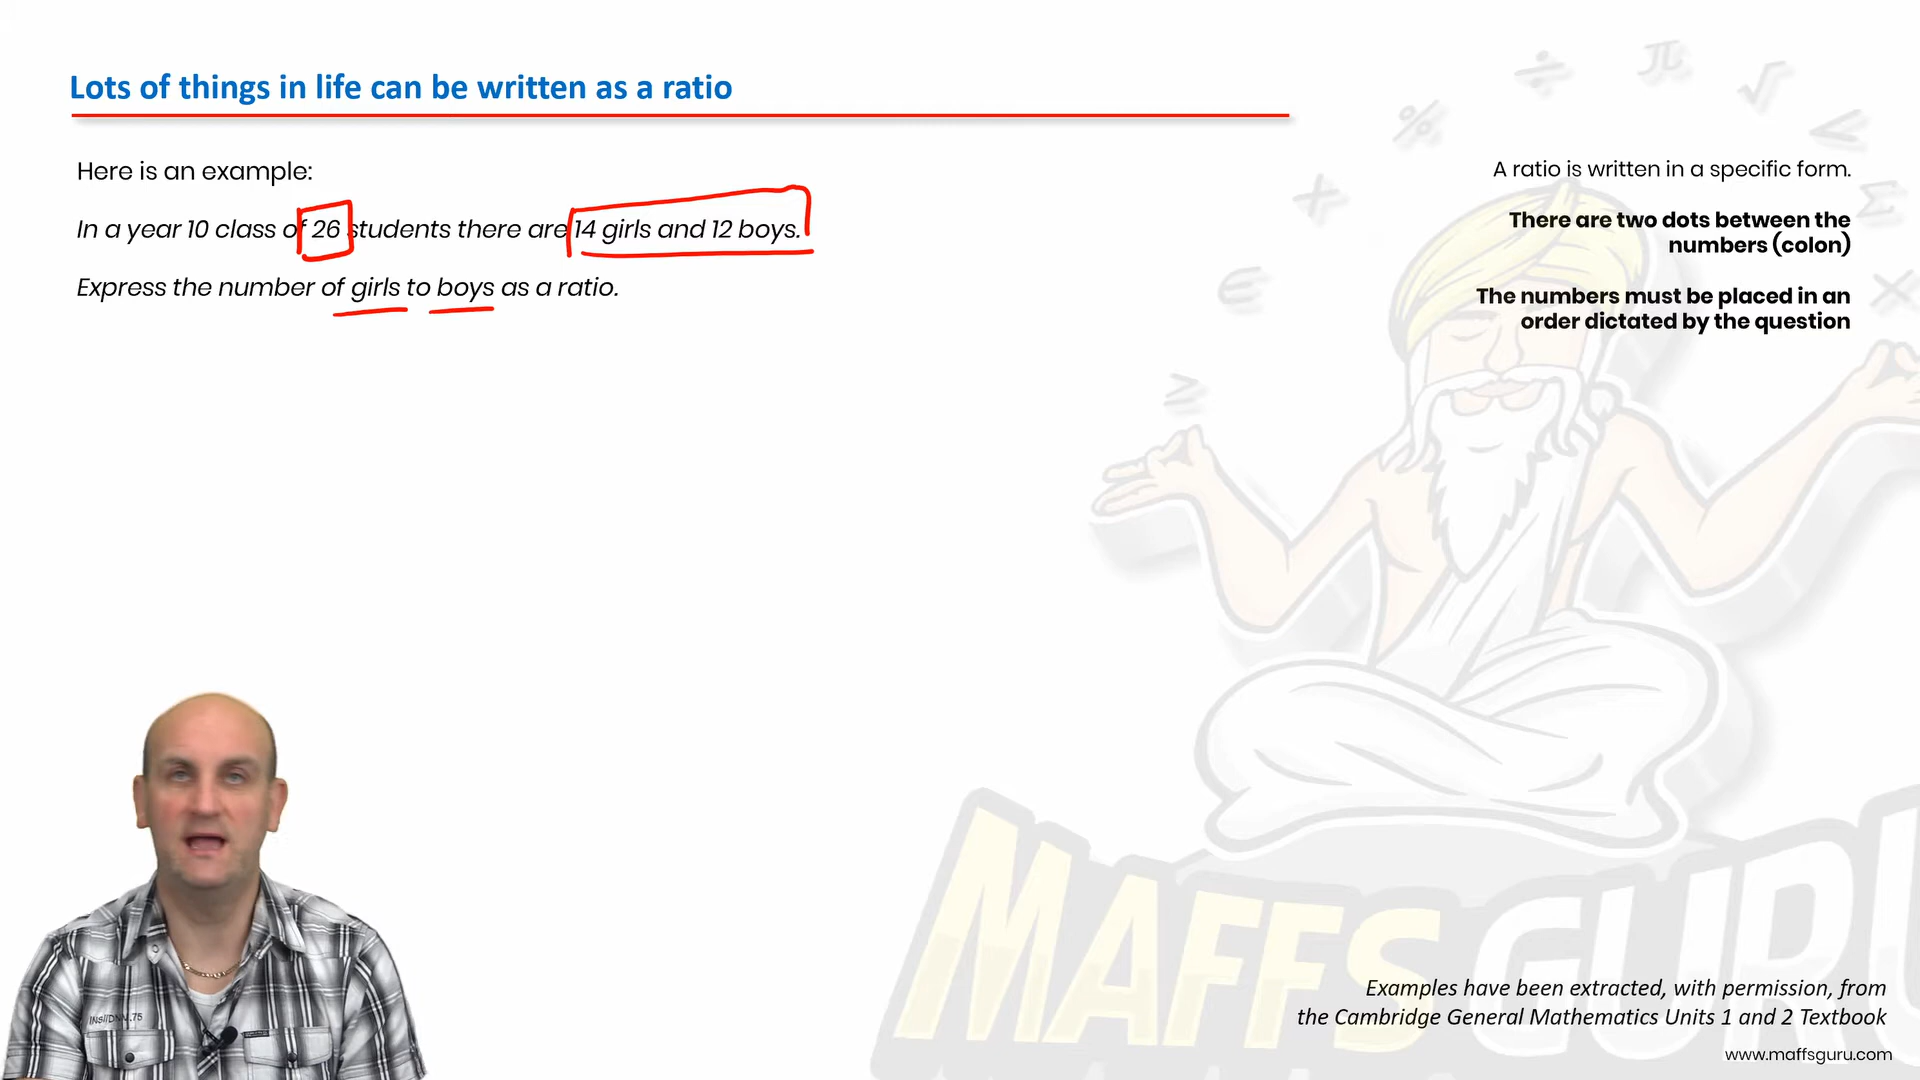 Lots of things in life can be written as a ratio
Here is an example:
In a year 10 class of 26 students there are 14 girls and 12 boys.
Express the number of girls to boys as a ratio.
A ratio is written in a specific form.
There are two dots between the
numbers (colon)
The numbers must be placed in an
order dictated by the question
÷ π √ % < + Σ × ∈ ≥
MAFFS GURU
Examples have been extracted, with permission, from
the Cambridge General Mathematics Units 1 and 2 Textbook
www.maffsguru.com